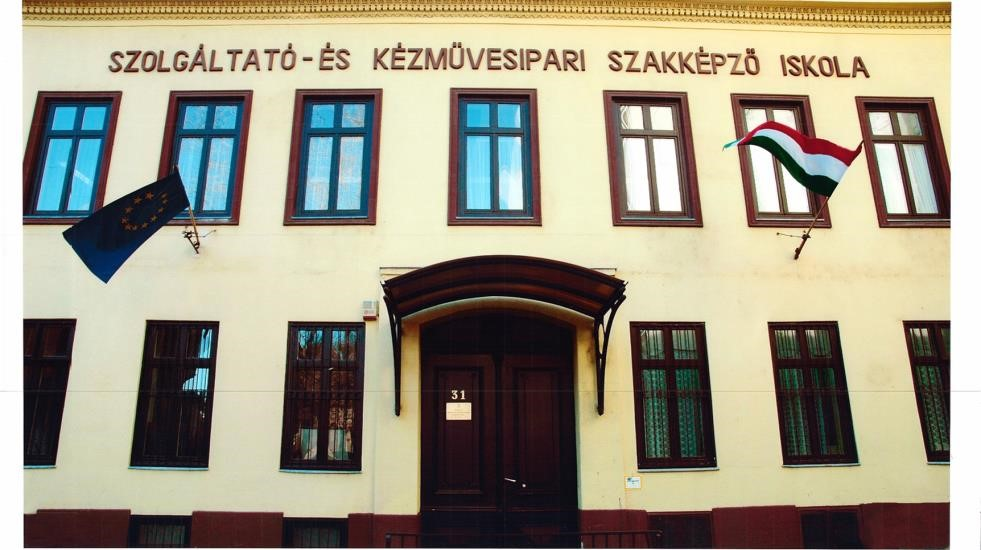 SZOLGÁLTATÓ-ÉS KÉZMŰVESIPARI SZAKKÉPZŐ ISKOLA
31